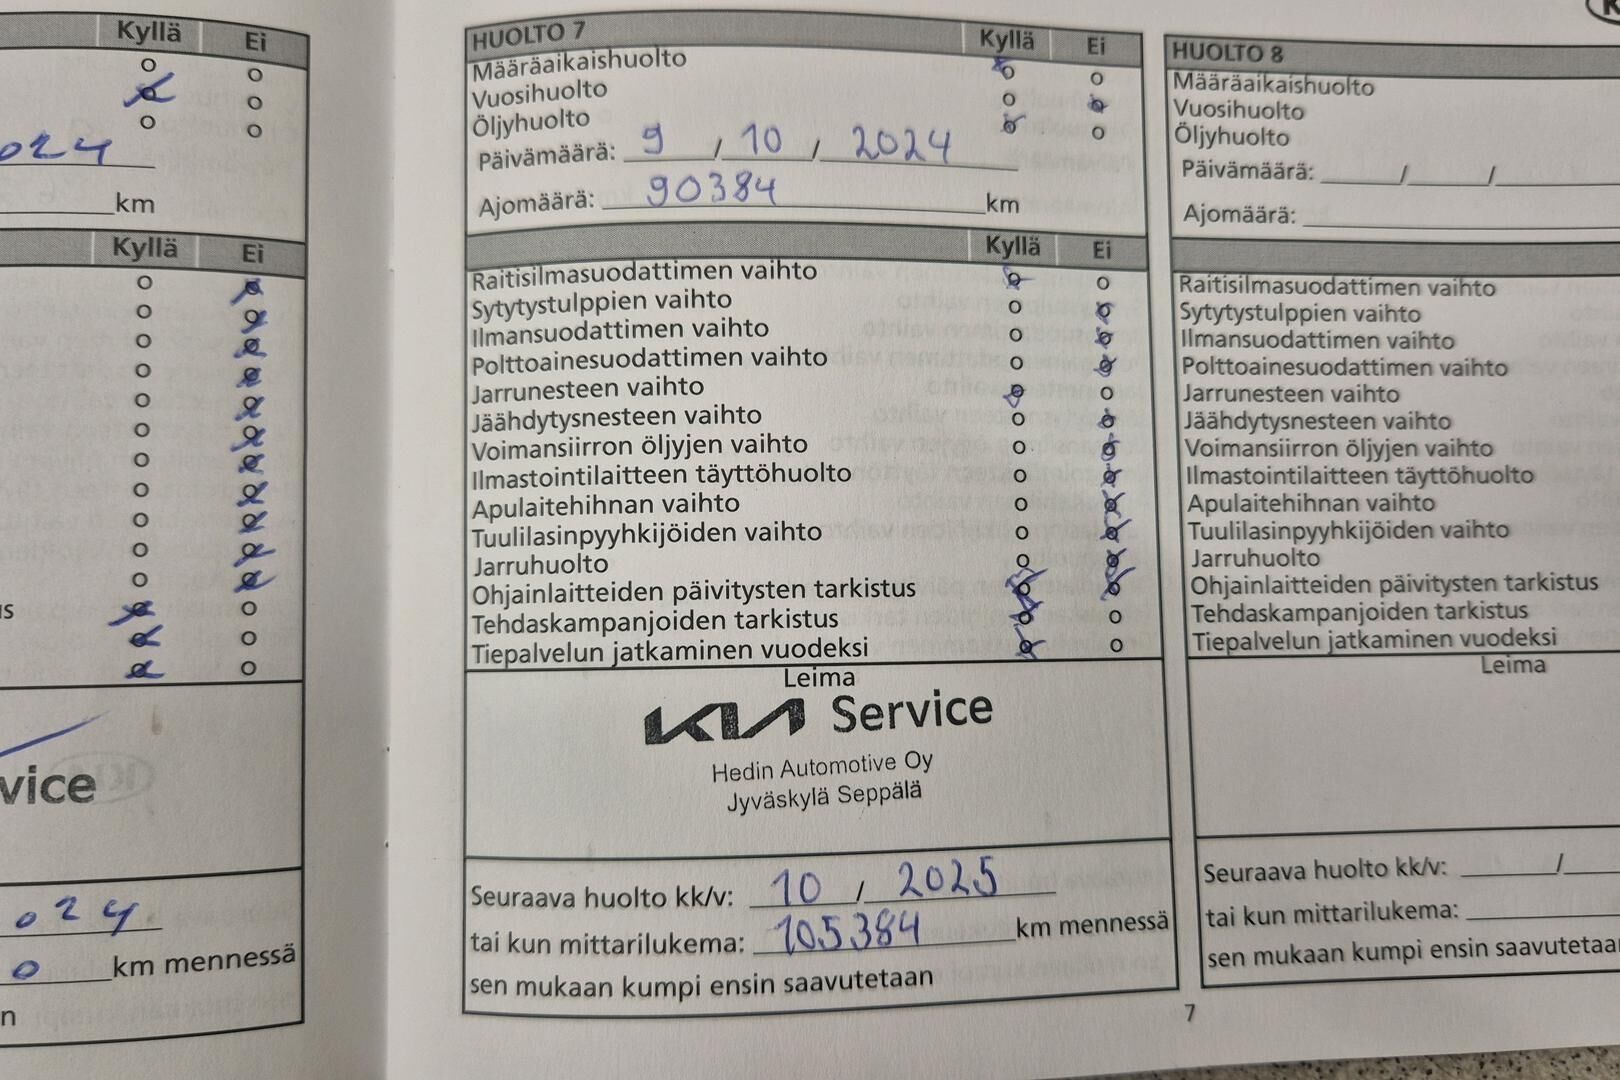 Kyllä Ei
024
km
Kyllä Ei
s
vice
024
0 km mennessä
n
HUOLTO 7 Kyllä Ei
Määräaikaishuolto
Vuosihuolto
Öljyhuolto
Päivämäärä: 9 / 10 / 2024
Ajomäärä: 90384 km
Kyllä Ei
Raitisilmasuodattimen vaihto
Sytytystulppien vaihto
Ilmansuodattimen vaihto
Polttoainesuodattimen vaihto
Jarrunesteen vaihto
Jäähdytysnesteen vaihto
Voimansiirron öljyjen vaihto
Ilmastointilaitteen täyttöhuolto
Apulaitehihnan vaihto
Tuulilasinpyyhkijöiden vaihto
Jarruhuolto
Ohjainlaitteiden päivitysten tarkistus
Tehdaskampanjoiden tarkistus
Tiepalvelun jatkaminen vuodeksi
Leima
KIA Service
Hedin Automotive Oy
Jyväskylä Seppälä
Seuraava huolto kk/v: 10 / 2025
tai kun mittarilukema: 105384 km mennessä
sen mukaan kumpi ensin saavutetaan
7
HUOLTO 8
Määräaikaishuolto
Vuosihuolto
Öljyhuolto
Päivämäärä: / /
Ajomäärä:
Raitisilmasuodattimen vaihto
Sytytystulppien vaihto
Ilmansuodattimen vaihto
Polttoainesuodattimen vaihto
Jarrunesteen vaihto
Jäähdytysnesteen vaihto
Voimansiirron öljyjen vaihto
Ilmastointilaitteen täyttöhuolto
Apulaitehihnan vaihto
Tuulilasinpyyhkijöiden vaihto
Jarruhuolto
Ohjainlaitteiden päivitysten tarkistus
Tehdaskampanjoiden tarkistus
Tiepalvelun jatkaminen vuodeksi
Leima
Seuraava huolto kk/v: /
tai kun mittarilukema:
sen mukaan kumpi ensin saavutetaa